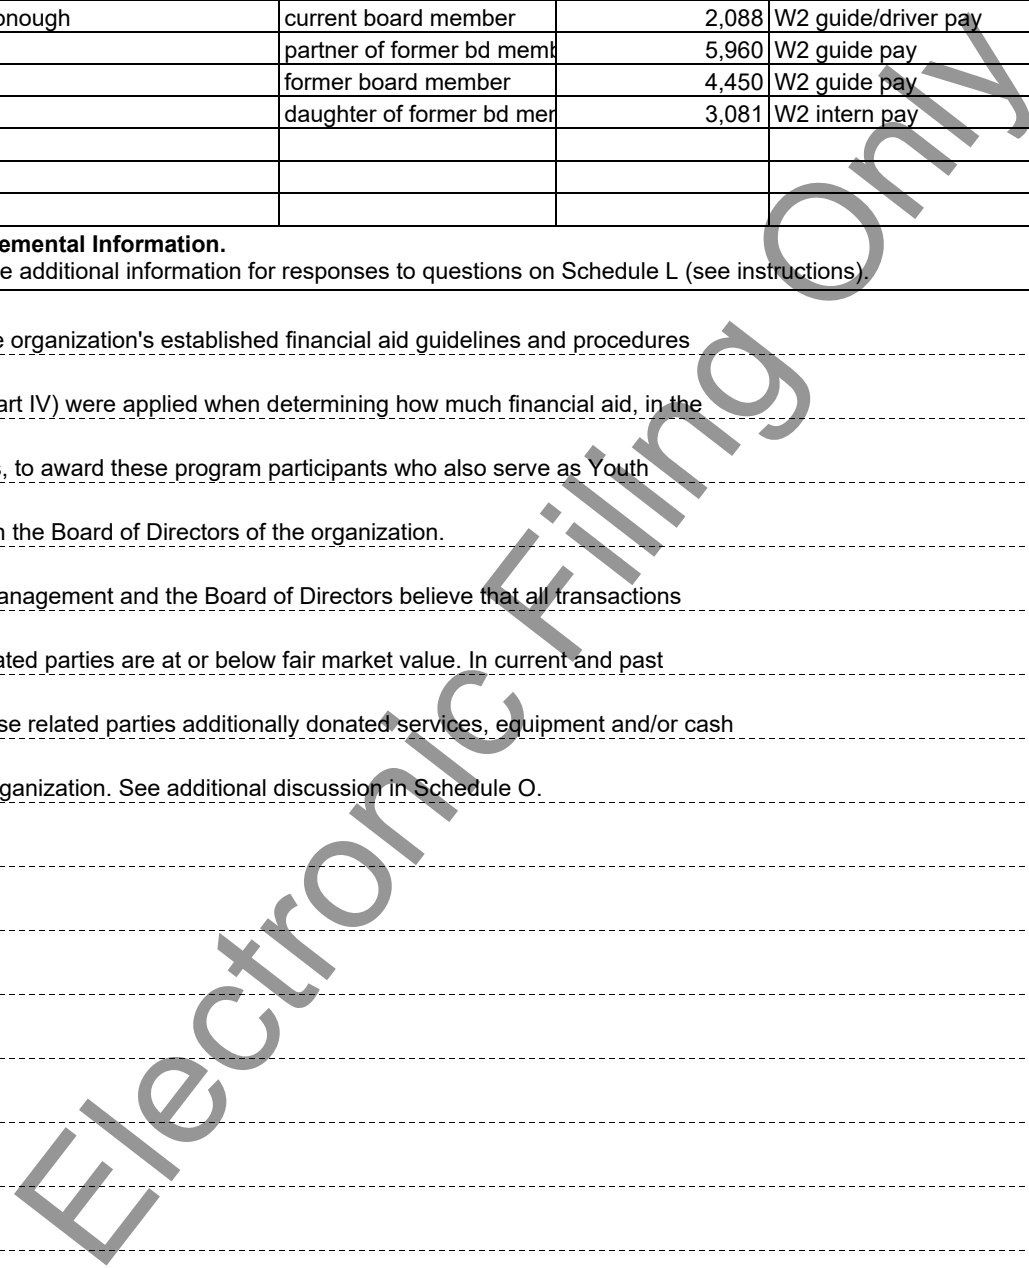 onough current board member 2,088 W2 guide/driver pay
partner of former bd memb 5,960 W2 guide pay
former board member 4,450 W2 guide pay
daughter of former bd mer 3,081 W2 intern pay
emental Information.
e additional information for responses to questions on Schedule L (see instructions).
e organization's established financial aid guidelines and procedures
art IV) were applied when determining how much financial aid, in the
s, to award these program participants who also serve as Youth
n the Board of Directors of the organization.
anagement and the Board of Directors believe that all transactions
ated parties are at or below fair market value. In current and past
se related parties additionally donated services, equipment and/or cash
ganization. See additional discussion in Schedule O.
Electronic Filing Only